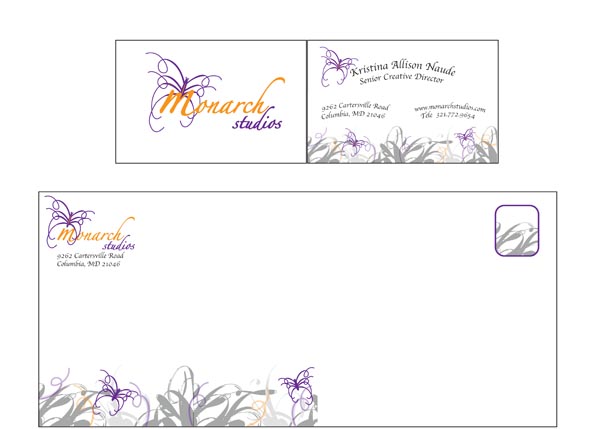 Monarch
studios
Kristina Allison Naude
Senior Creative Director
9262 Cartersville Road
Columbia, MD 21046
www.monarchstudios.com
Tele 321.772.9654
Monarch
studios
9262 Cartersville Road
Columbia, MD 21046